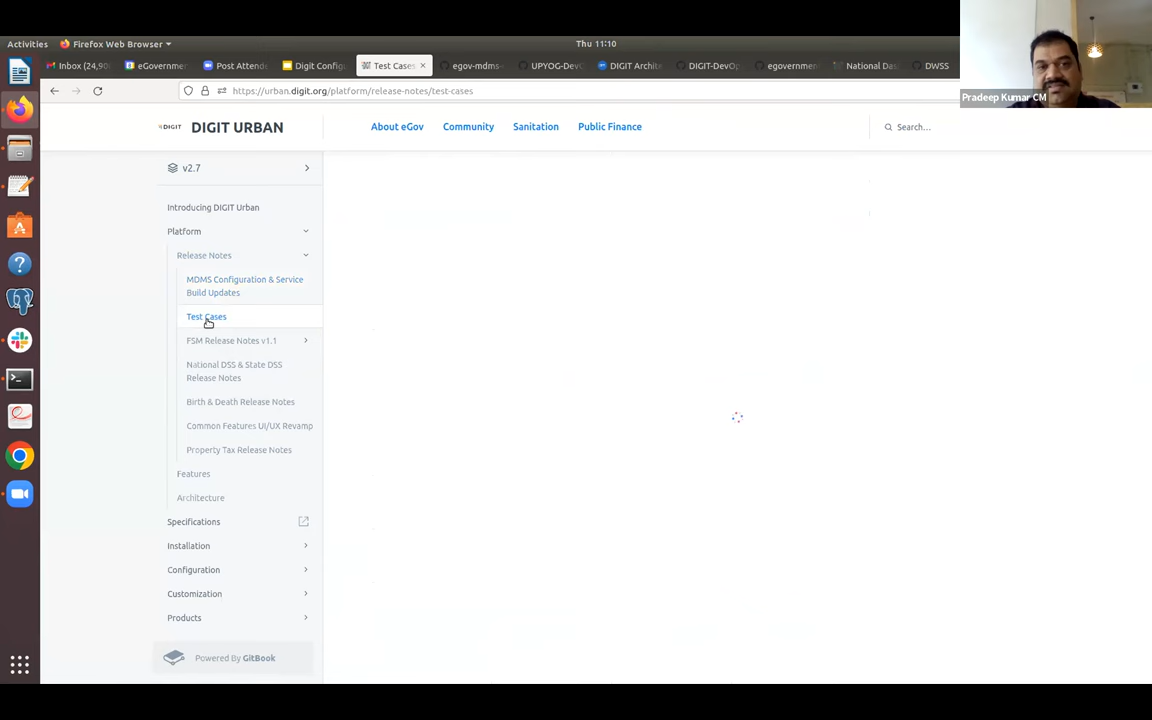 Activities
Firefox Web Browser
Thu 11:10
Inbox (24,90
eGovernme
Post Attend
Digit Config
Test Cases
egov-mdms-
UPYOG-DevO
DIGIT Archite
DIGIT-DevOp
egovernment
National Das
DWSS
https://urban.digit.org/platform/release-notes/test-cases
Pradeep Kumar CM
DIGIT
DIGIT URBAN
About eGov
Community
Sanitation
Public Finance
Search...
v2.7
Introducing DIGIT Urban
Platform
Release Notes
MDMS Configuration & Service
Build Updates
Test Cases
FSM Release Notes v1.1
National DSS & State DSS
Release Notes
Birth & Death Release Notes
Common Features UI/UX Revamp
Property Tax Release Notes
Features
Architecture
Specifications
Installation
Configuration
Customization
Products
Powered By GitBook